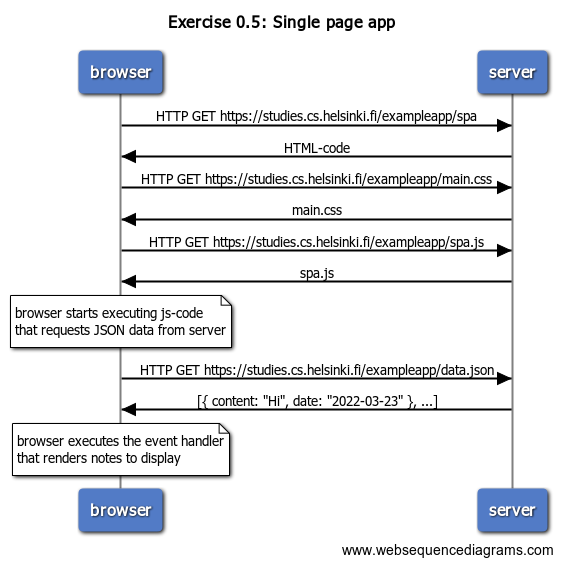 Exercise 0.5: Single page app
browser
server
HTTP GET https://studies.cs.helsinki.fi/exampleapp/spa
HTML-code
HTTP GET https://studies.cs.helsinki.fi/exampleapp/main.css
main.css
HTTP GET https://studies.cs.helsinki.fi/exampleapp/spa.js
spa.js
browser starts executing js-code
that requests JSON data from server
HTTP GET https://studies.cs.helsinki.fi/exampleapp/data.json
[{ content: "Hi", date: "2022-03-23" }, ...]
browser executes the event handler
that renders notes to display
browser
server
www.websequencediagrams.com